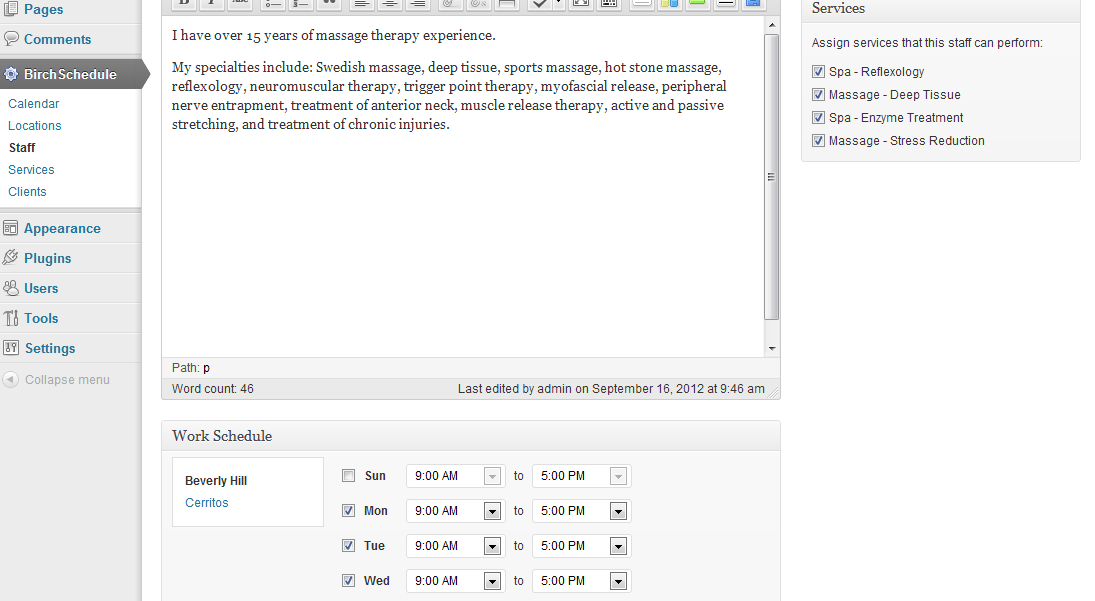 Pages
Comments
BirchSchedule
Calendar
Locations
Staff
Services
Clients
Appearance
Plugins
Users
Tools
Settings
Collapse menu
I have over 15 years of massage therapy experience.
My specialties include: Swedish massage, deep tissue, sports massage, hot stone massage,
reflexology, neuromuscular therapy, trigger point therapy, myofascial release, peripheral
nerve entrapment, treatment of anterior neck, muscle release therapy, active and passive
stretching, and treatment of chronic injuries.
Path: p
Word count: 46 Last edited by admin on September 16, 2012 at 9:46 am
Work Schedule
Beverly Hill
Cerritos
Sun 9:00 AM to 5:00 PM
Mon 9:00 AM to 5:00 PM
Tue 9:00 AM to 5:00 PM
Wed 9:00 AM to 5:00 PM
Services
Assign services that this staff can perform:
Spa - Reflexology
Massage - Deep Tissue
Spa - Enzyme Treatment
Massage - Stress Reduction